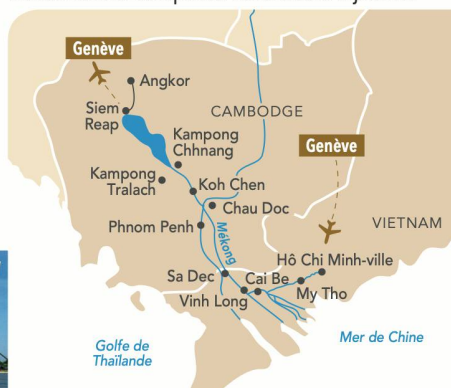 Genève
Angkor
Siem
Reap
CAMBODGE
Kampong
Chhnang
Genève
Kampong
Tralach
Koh Chen
Chau Doc
Phnom Penh
VIETNAM
Mékong
Hô Chi Minh-ville
Sa Dec
Cai Be
Vinh Long
My Tho
Golfe de
Thaïlande
Mer de Chine